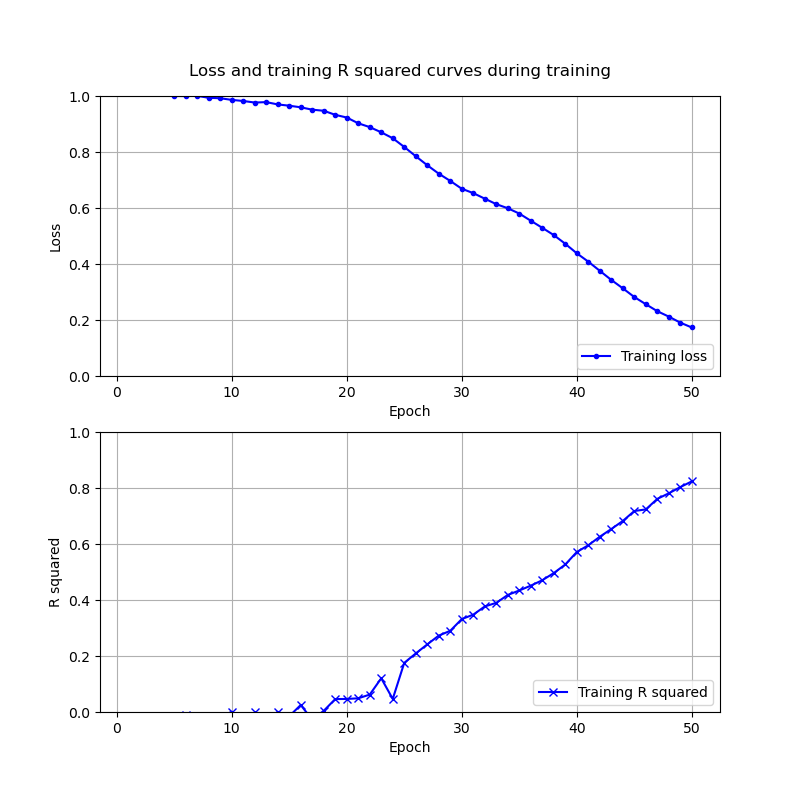 Loss and training R squared curves during training
1.0
0.8
0.6
0.4
0.2
0.0
Loss
Training loss
0 10 20 30 40 50
Epoch
1.0
0.8
0.6
0.4
0.2
0.0
R squared
Training R squared
0 10 20 30 40 50
Epoch